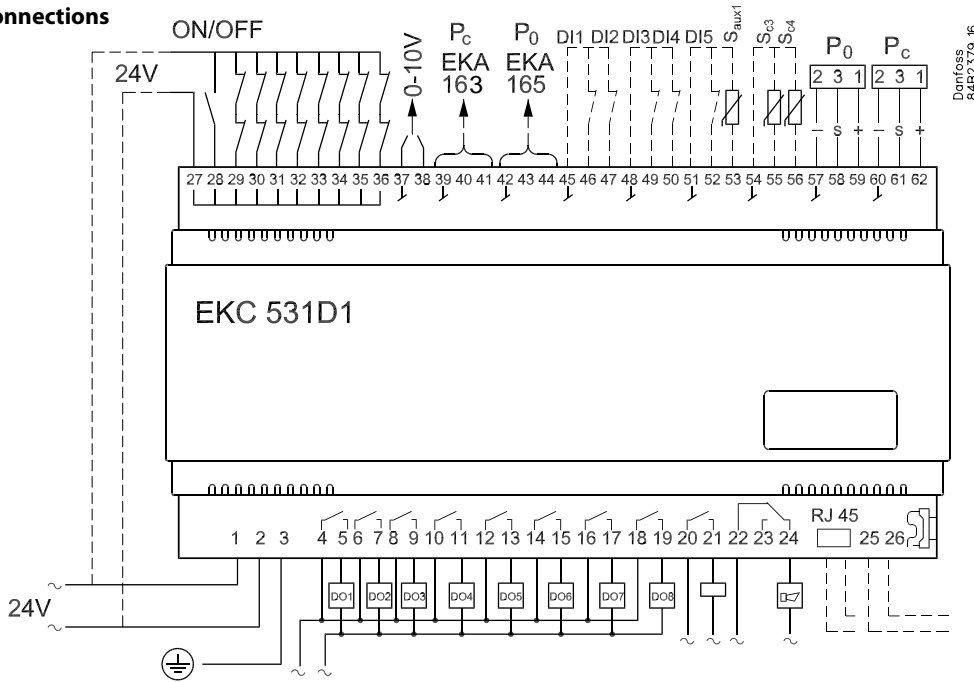 onnections
ON/OFF
24V
0-10V
Pc
EKA
163
P0
EKA
165
DI1 DI2 DI3 DI4 DI5 Saux1 Sc3 Sc4
P0 Pc
2 3 1 2 3 1
– S + – S +
Danfoss
84B2379.16
27 28 29 30 31 32 33 34 35 36 37 38 39 40 41 42 43 44 45 46 47 48 49 50 51 52 53 54 55 56 57 58 59 60 61 62
EKC 531D1
RJ 45
1 2 3 4 5 6 7 8 9 10 11 12 13 14 15 16 17 18 19 20 21 22 23 24 25 26
DO1 DO2 DO3 DO4 DO5 DO6 DO7 DO8
24V